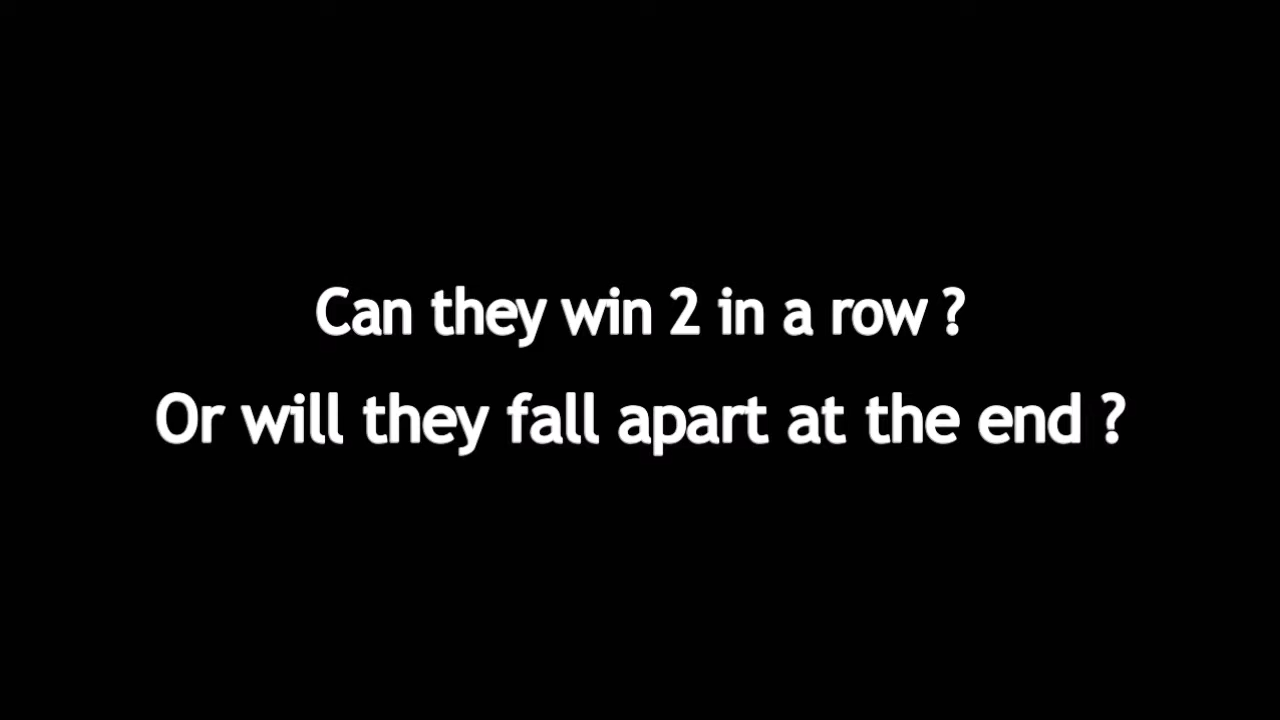 Can they win 2 in a row ?
Or will they fall apart at the end ?